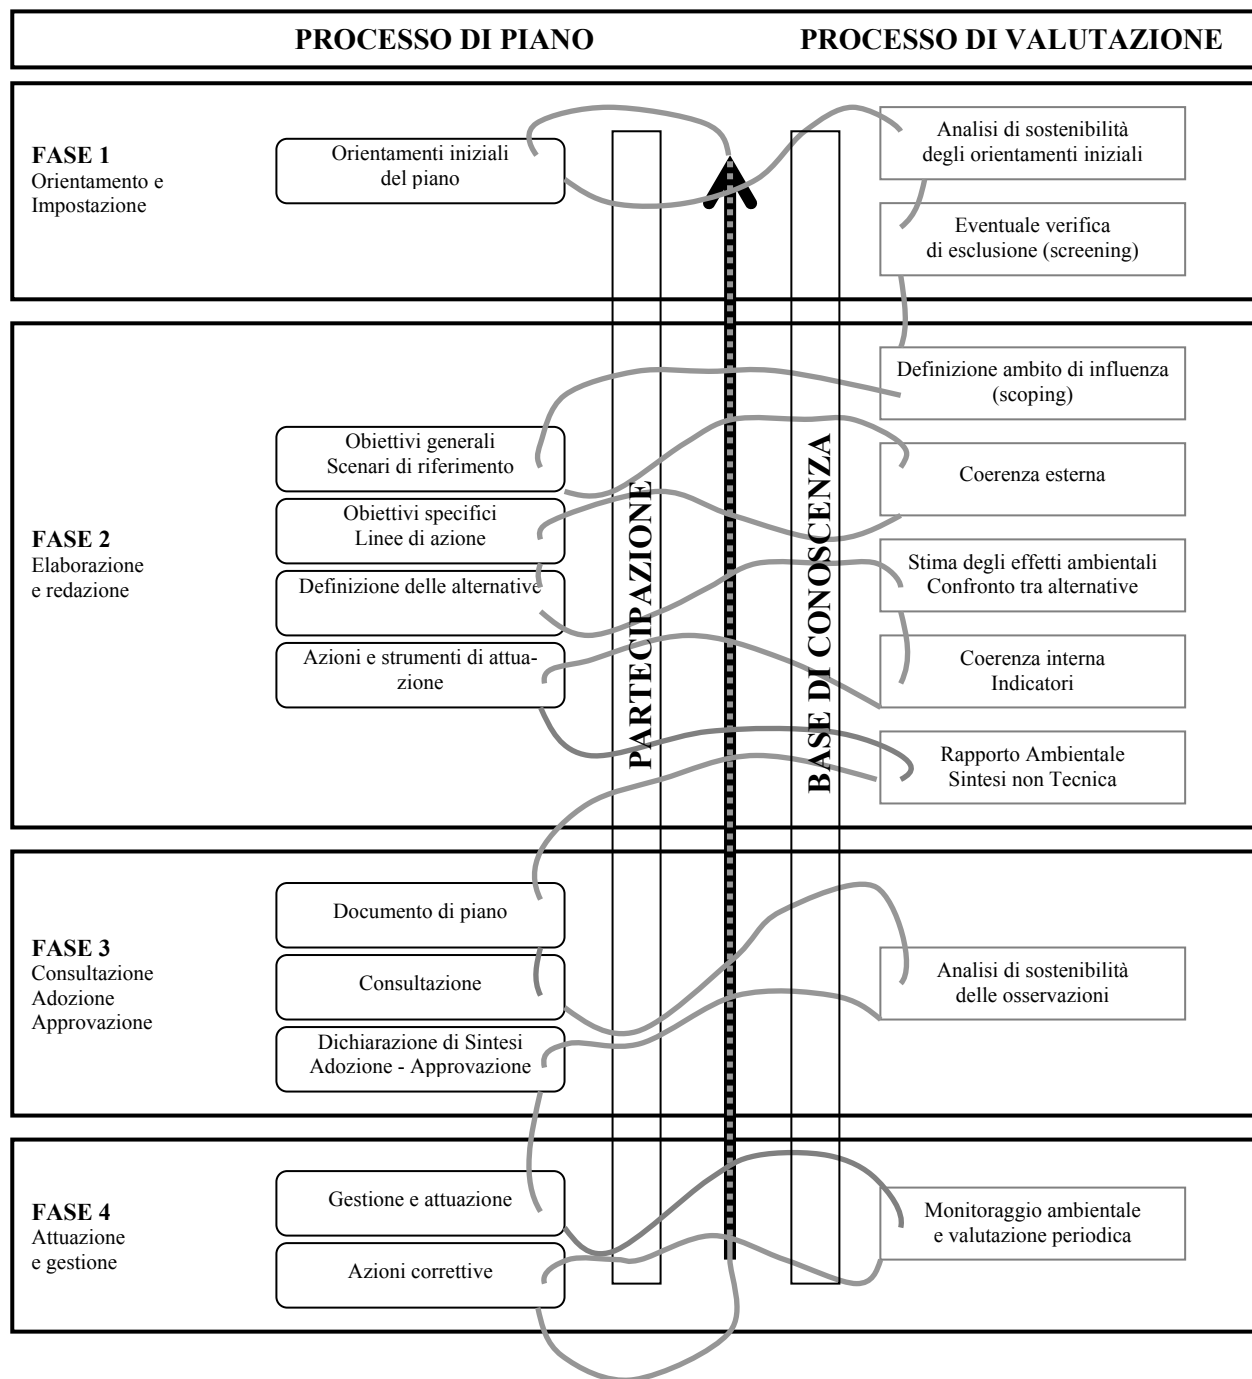 PROCESSO DI PIANO
PROCESSO DI VALUTAZIONE
FASE 1
Orientamento e
Impostazione
Orientamenti iniziali
del piano
Analisi di sostenibilità
degli orientamenti iniziali
Eventuale verifica
di esclusione (screening)
FASE 2
Elaborazione
e redazione
Obiettivi generali
Scenari di riferimento
Obiettivi specifici
Linee di azione
Definizione delle alternative
Azioni e strumenti di attua-
zione
PARTECIPAZIONE
BASE DI CONOSCENZA
Definizione ambito di influenza
(scoping)
Coerenza esterna
Stima degli effetti ambientali
Confronto tra alternative
Coerenza interna
Indicatori
Rapporto Ambientale
Sintesi non Tecnica
FASE 3
Consultazione
Adozione
Approvazione
Documento di piano
Consultazione
Dichiarazione di Sintesi
Adozione - Approvazione
Analisi di sostenibilità
delle osservazioni
FASE 4
Attuazione
e gestione
Gestione e attuazione
Azioni correttive
Monitoraggio ambientale
e valutazione periodica